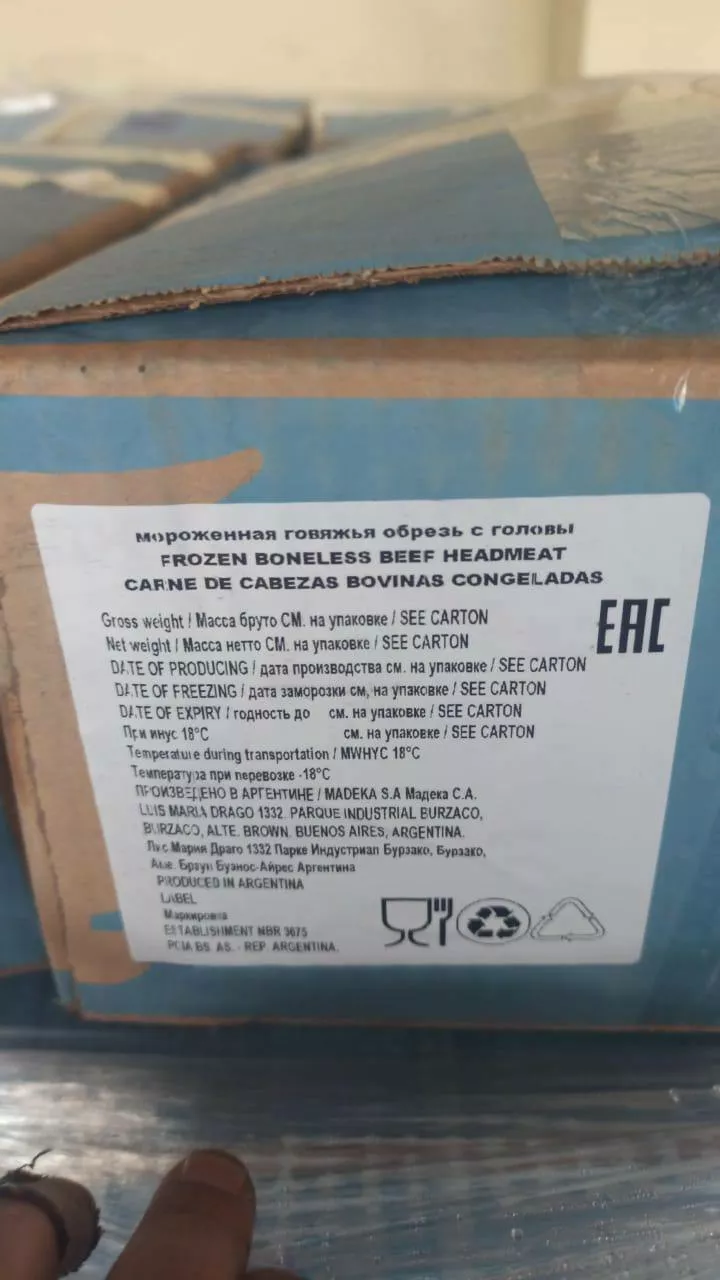 мороженная говяжья обрезь с головы
FROZEN BONELESS BEEF HEADMEAT
CARNE DE CABEZAS BOVINAS CONGELADAS
Gross weight / Масса бруто СМ. на упаковке / SEE CARTON
EAC
Net weight / Масса нетто СМ. на упаковке / SEE CARTON
DATE OF PRODUCING / дата производства см. на упаковке / SEE CARTON
DATE OF FREEZING / дата заморозки см, на упаковке / SEE CARTON
DATE OF EXPIRY / годность до см. на упаковке / SEE CARTON
При инус 18°C см. на упаковке / SEE CARTON
Temperature during transportation / MWHYC 18°C
Температура при перевозке -18°C
ПРОИЗВЕДЕНО В АРГЕНТИНЕ / MADEKA S.A Мадека С.А.
LUIS MARIA DRAGO 1332. PARQUE INDUSTRIAL BURZACO,
BURZACO, ALTE. BROWN. BUENOS AIRES, ARGENTINA.
Луис Мария Драго 1332 Парке Индустриал Бурзако, Бурзако,
Алте. Браун Буэнос-Айрес Аргентина
PRODUCED IN ARGENTINA
LABEL
Маркировка
ESTABLISHMENT NBR 3675
PCIA BS. AS. - REP. ARGENTINA.